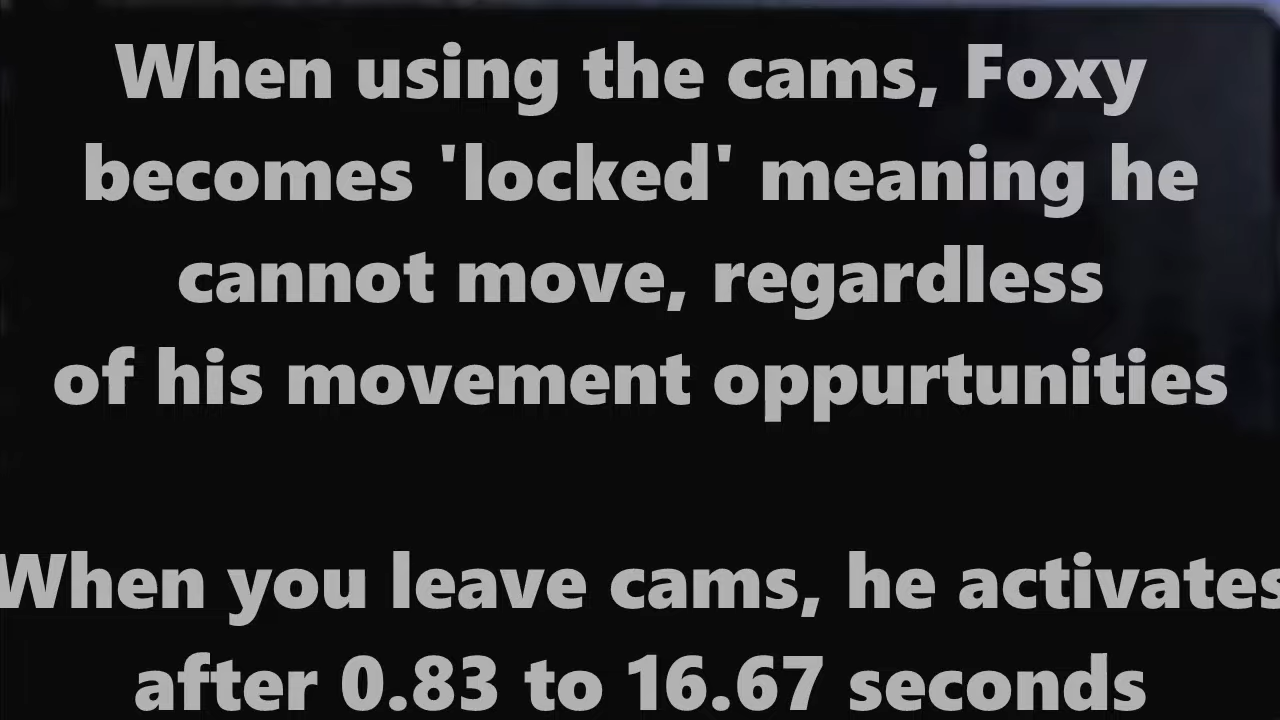 When using the cams, Foxy
becomes 'locked' meaning he
cannot move, regardless
of his movement oppurtunities
When you leave cams, he activates
after 0.83 to 16.67 seconds